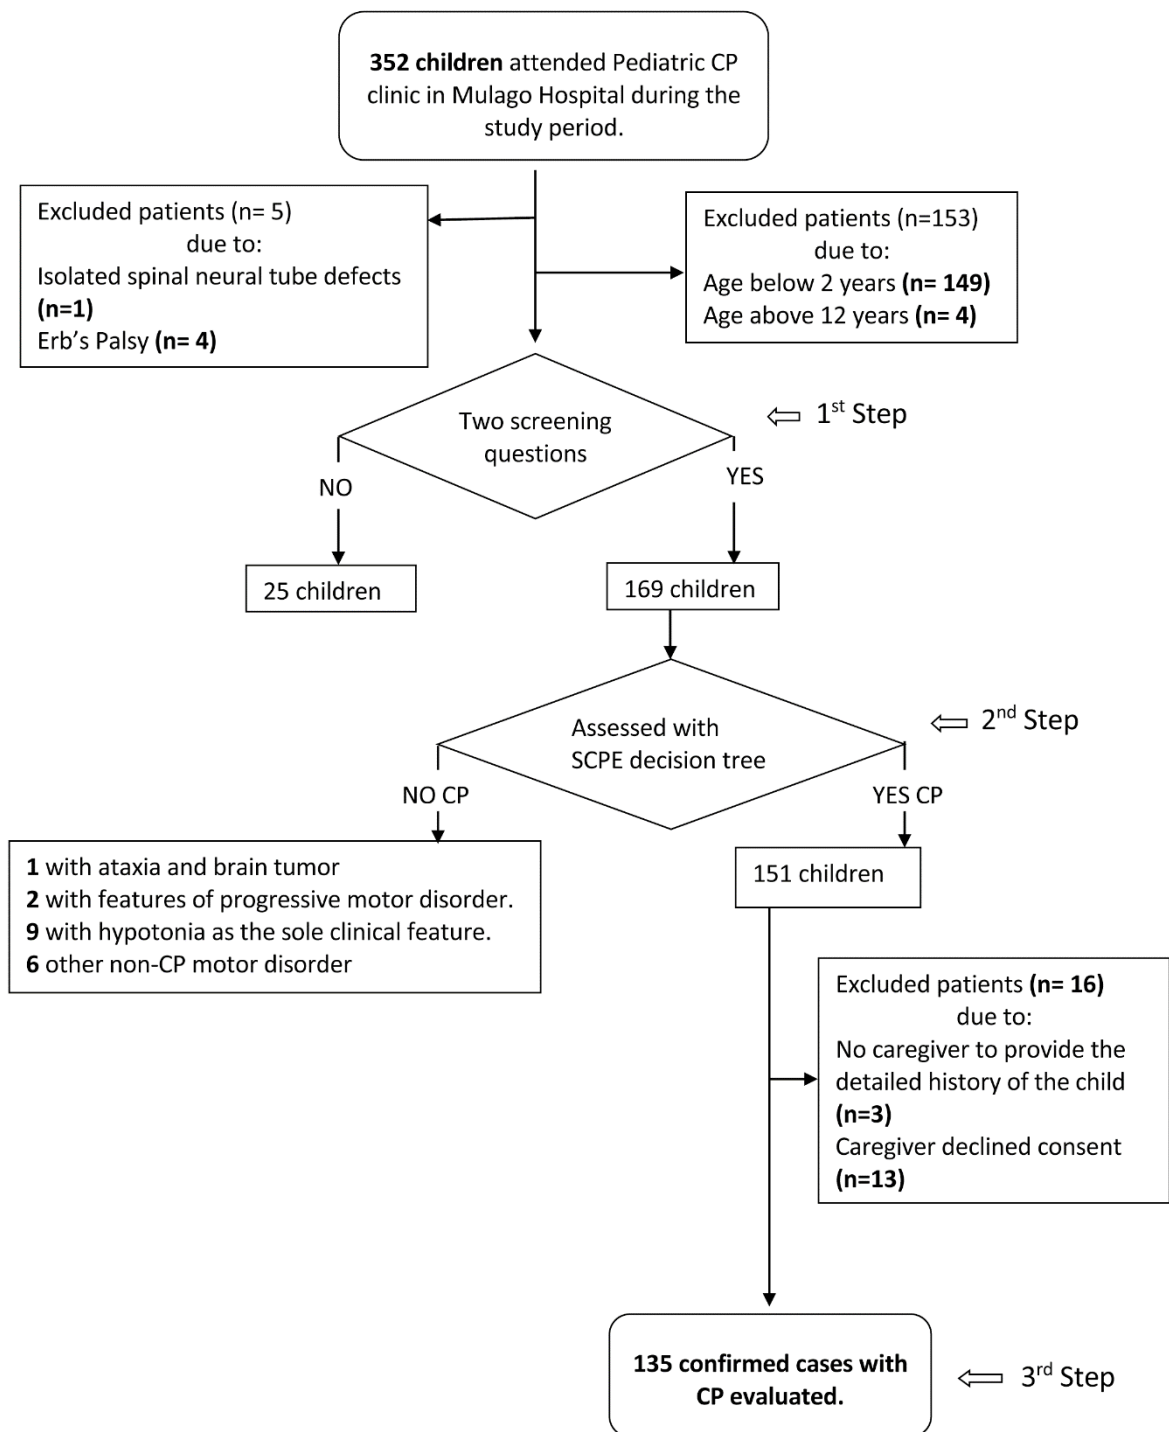 352 children attended Pediatric CP
clinic in Mulago Hospital during the
study period.
Excluded patients (n= 5)
due to:
Isolated spinal neural tube defects
(n=1)
Erb’s Palsy (n= 4)
Excluded patients (n=153)
due to:
Age below 2 years (n= 149)
Age above 12 years (n= 4)
Two screening
questions
1st Step
NO
YES
25 children
169 children
Assessed with
SCPE decision tree
2nd Step
NO CP
YES CP
1 with ataxia and brain tumor
2 with features of progressive motor disorder.
9 with hypotonia as the sole clinical feature.
6 other non-CP motor disorder
151 children
Excluded patients (n= 16)
due to:
No caregiver to provide the
detailed history of the child
(n=3)
Caregiver declined consent
(n=13)
135 confirmed cases with
CP evaluated.
3rd Step